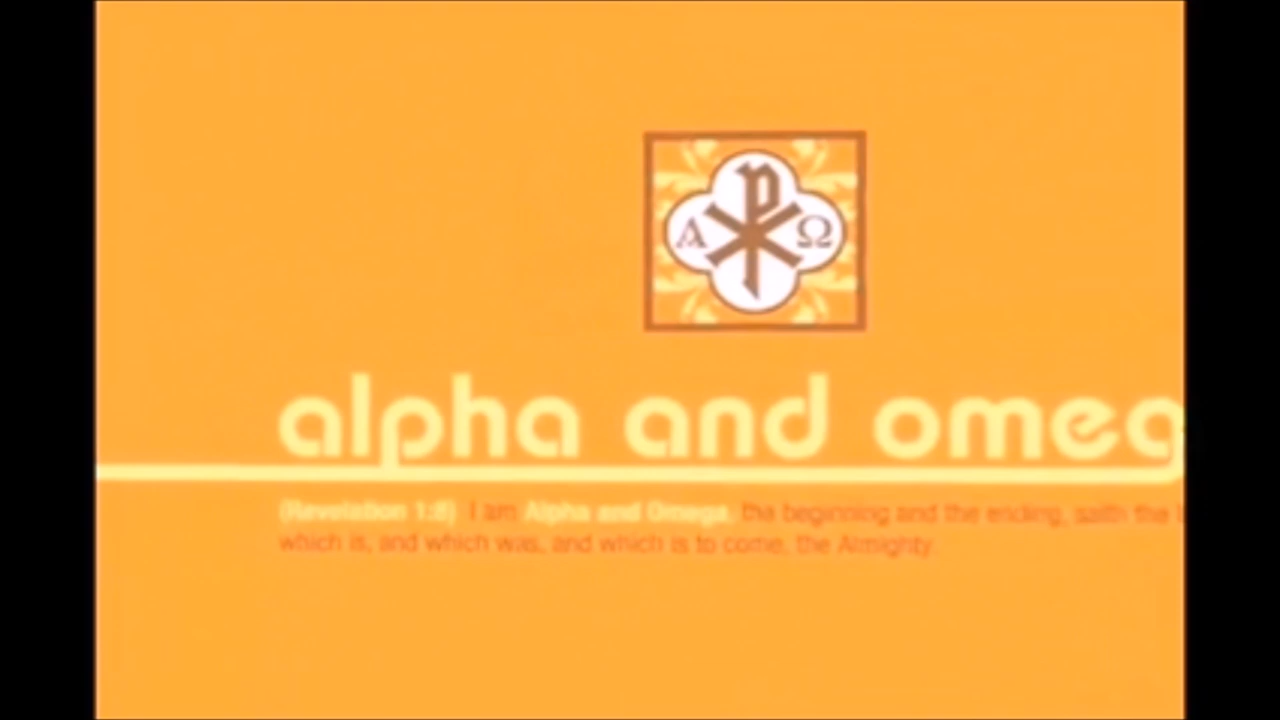 A Ω
alpha and omeg
(Revelation 1:8) I am Alpha and Omega, the beginning and the ending, saith the
which is, and which was, and which is to come, the Almighty.